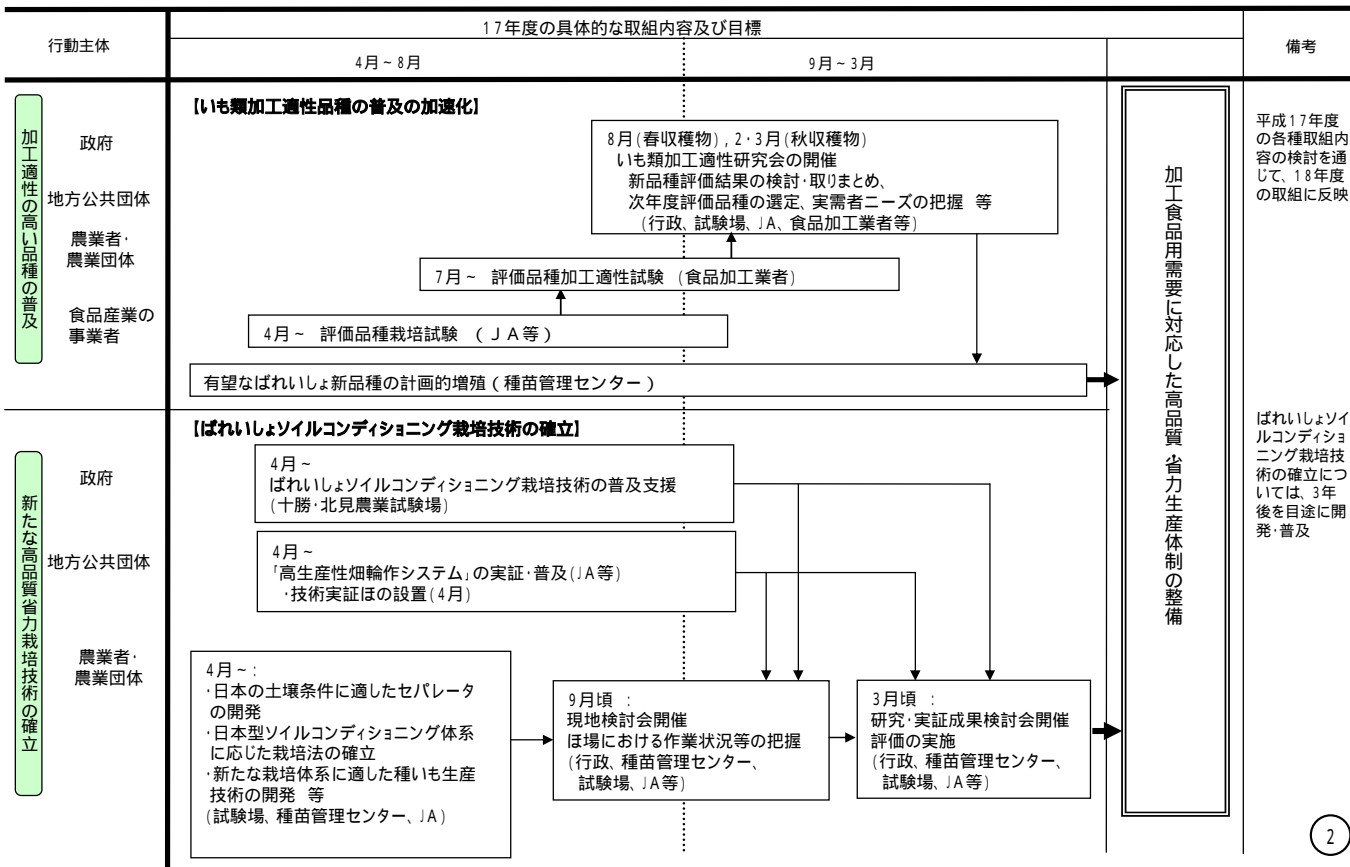 行動主体
17年度の具体的な取組内容及び目標
4月~8月
9月~3月
備考
加工適性の高い品種の普及
政府
地方公共団体
農業者・
農業団体
食品産業の
事業者
【いも類加工適性品種の普及の加速化】
8月(春収穫物),2・3月(秋収穫物)
いも類加工適性研究会の開催
新品種評価結果の検討・取りまとめ、
次年度評価品種の選定、実需者ニーズの把握 等
(行政、試験場、JA、食品加工業者等)
7月~ 評価品種加工適性試験 (食品加工業者)
4月~ 評価品種栽培試験 (JA等)
有望なばれいしょ新品種の計画的増殖(種苗管理センター)
加工食品用需要に対応した高品質・省力生産体制の整備
平成17年度
の各種取組内
容の検討を通
じて、18年度
の取組に反映
新たな高品質省力栽培技術の確立
政府
地方公共団体
農業者・
農業団体
【ばれいしょソイルコンディショニング栽培技術の確立】
4月~
ばれいしょソイルコンディショニング栽培技術の普及支援
(十勝・北見農業試験場)
4月~
「高生産性畑輪作システム」の実証・普及(JA等)
・技術実証ほの設置(4月)
4月~:
・日本の土壌条件に適したセパレータ
の開発
・日本型ソイルコンディショニング体系
に応じた栽培法の確立
・新たな栽培体系に適した種いも生産
技術の開発 等
(試験場、種苗管理センター、JA)
9月頃 :
現地検討会開催
ほ場における作業状況等の把握
(行政、種苗管理センター、
試験場、JA等)
3月頃:
研究・実証成果検討会開催
評価の実施
(行政、種苗管理センター、
試験場、JA等)
ばれいしょソイ
ルコンディショ
ニング栽培技
術の確立につ
いては、3年
後を目途に開
発・普及
2